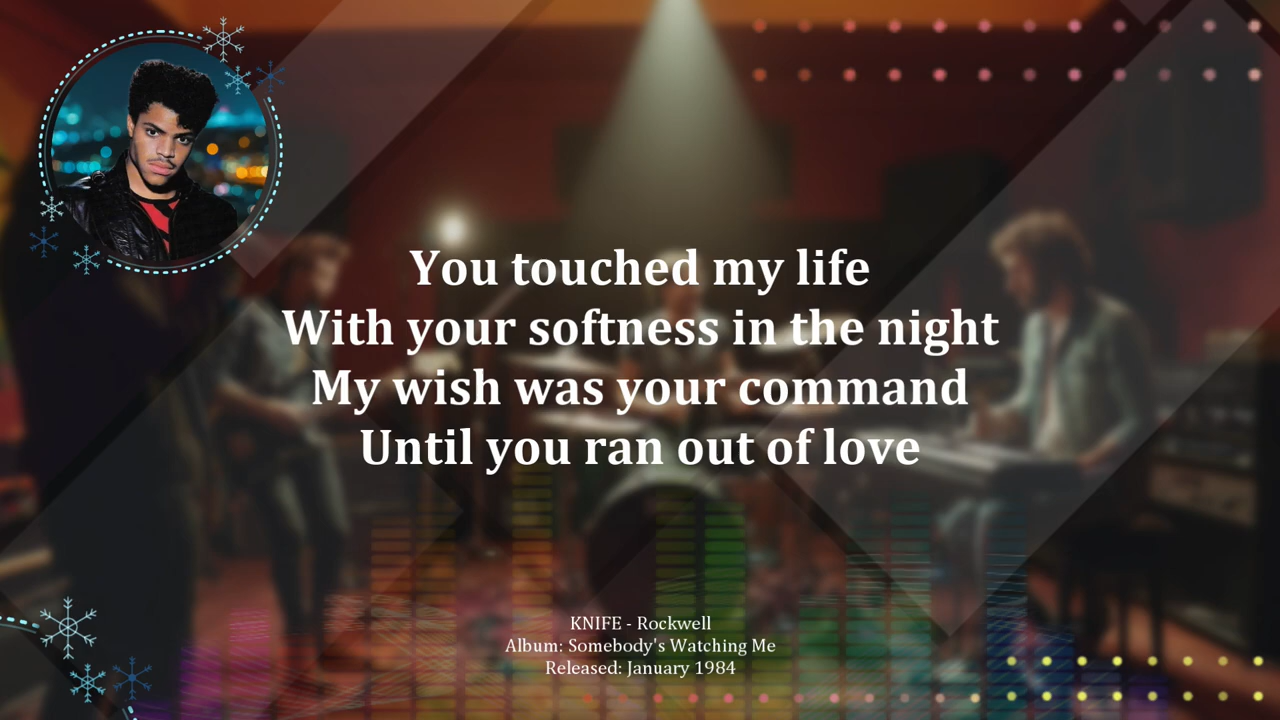 You touched my life
With your softness in the night
My wish was your command
Until you ran out of love
KNIFE - Rockwell
Album: Somebody's Watching Me
Released: January 1984